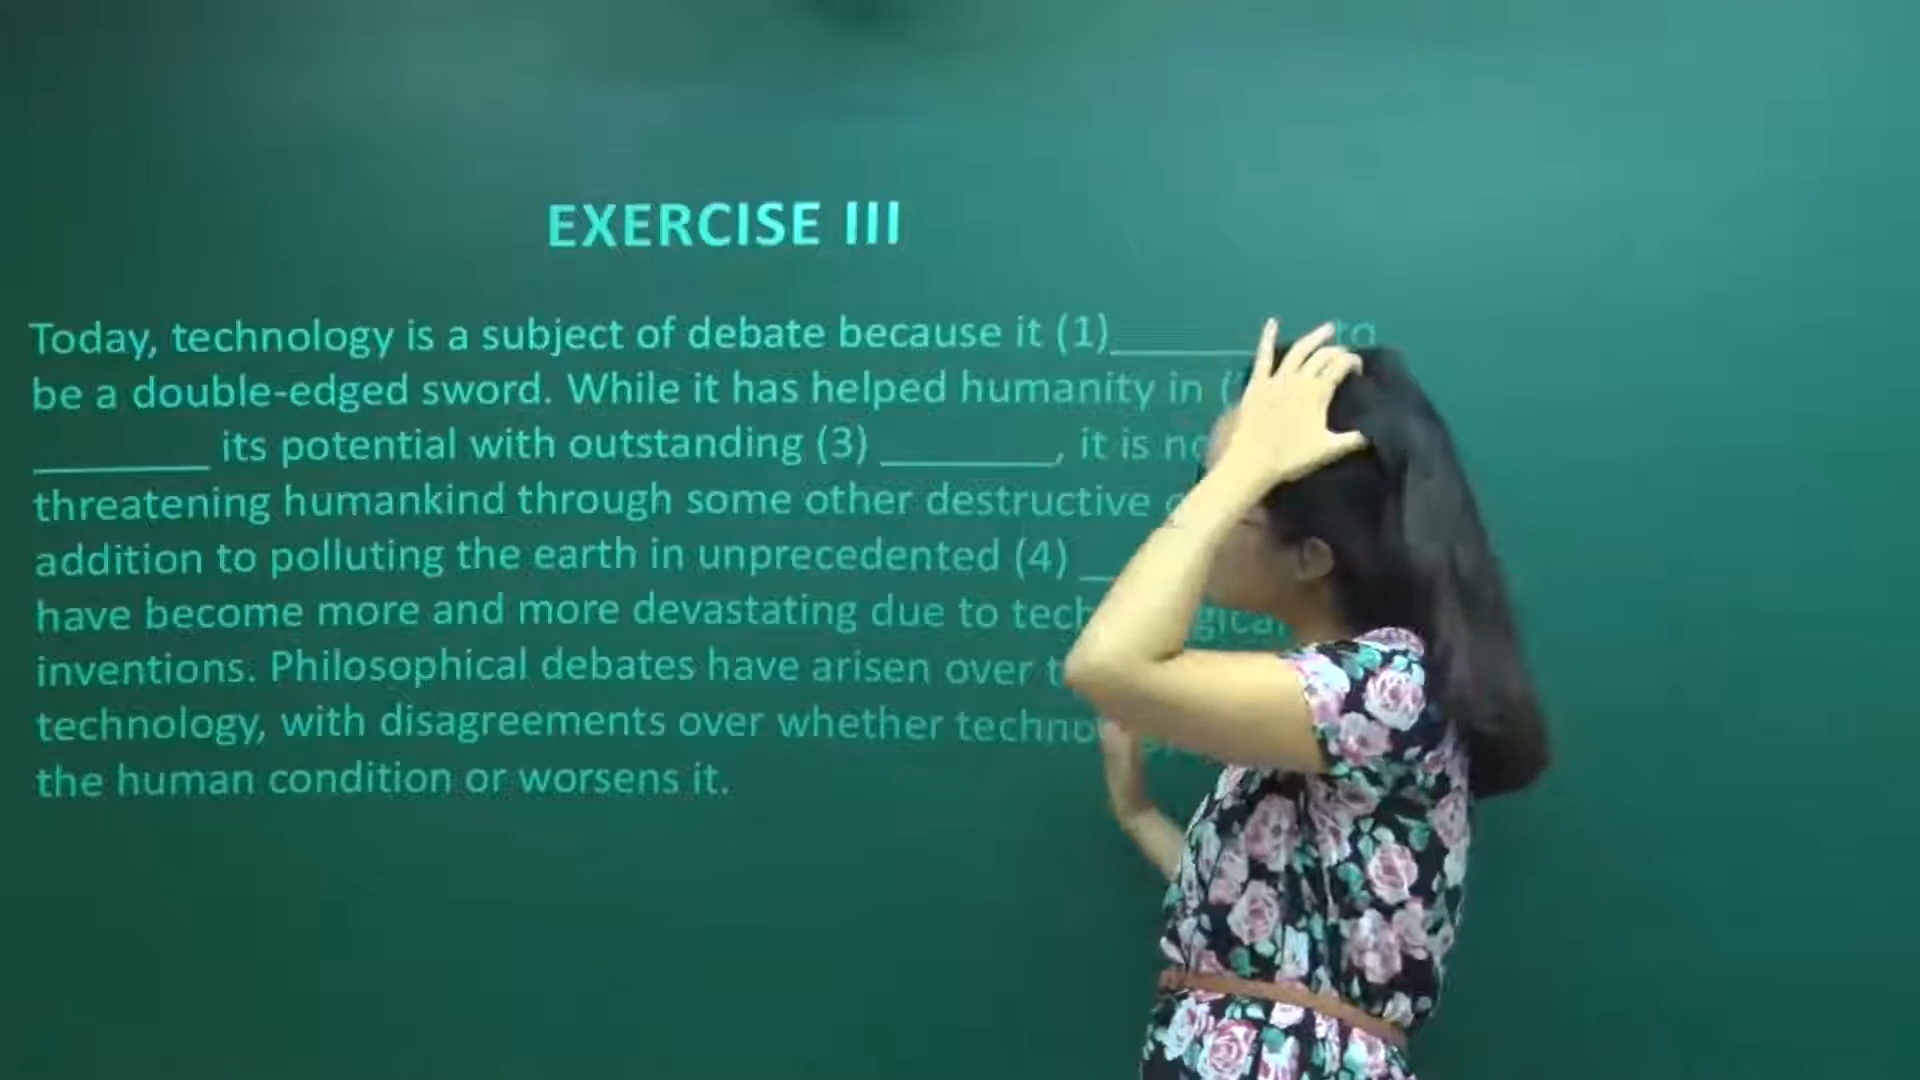 EXERCISE III
Today, technology is a subject of debate because it (1)________ to
be a double-edged sword. While it has helped humanity in
________ its potential with outstanding (3) ________, it is
threatening humankind through some other destructive
addition to polluting the earth in unprecedented (4)
have become more and more devastating due to
inventions. Philosophical debates have arisen over
technology, with disagreements over whether
the human condition or worsens it.